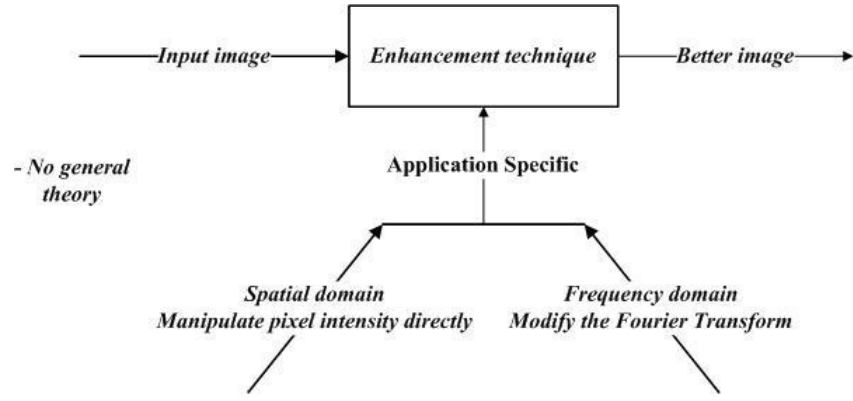 Input image
Enhancement technique
Better image
Application Specific
- No general
theory
Spatial domain
Manipulate pixel intensity directly
Frequency domain
Modify the Fourier Transform